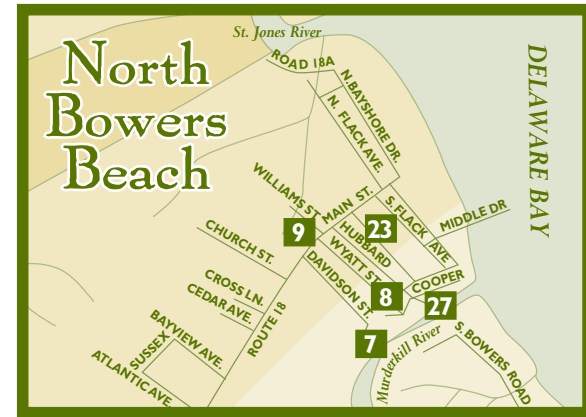 St. Jones River
North
Bowers
Beach
ROAD 18A
N. BAYSHORE DR.
N. FLACK AVE.
DELAWARE BAY
WILLIAMS ST.
MAIN ST.
S. FLACK AVE
MIDDLE DR
9
23
HUBBARD
WYATT ST.
CHURCH ST.
DAVIDSON ST.
COOPER
8
27
CROSS LN.
CEDAR AVE.
ROUTE 18
BAYVIEW AVE.
SUSSEX
ATLANTIC AVE.
7
Murderkill River
S. BOWERS ROAD